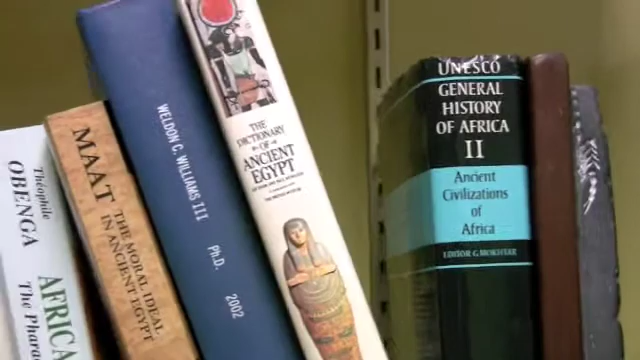 Théophile
OBENGA
AFRICA
The Phara
MAAT
THE MORAL IDEAL
IN ANCIENT EGYPT
WELDON C. WILLIAMS III Ph.D. 2002
THE
DICTIONARY
OF
ANCIENT
EGYPT
UNESCO
GENERAL
HISTORY
OF AFRICA
II
Ancient
Civilizations
of
Africa
EDITOR G MOKHTAR